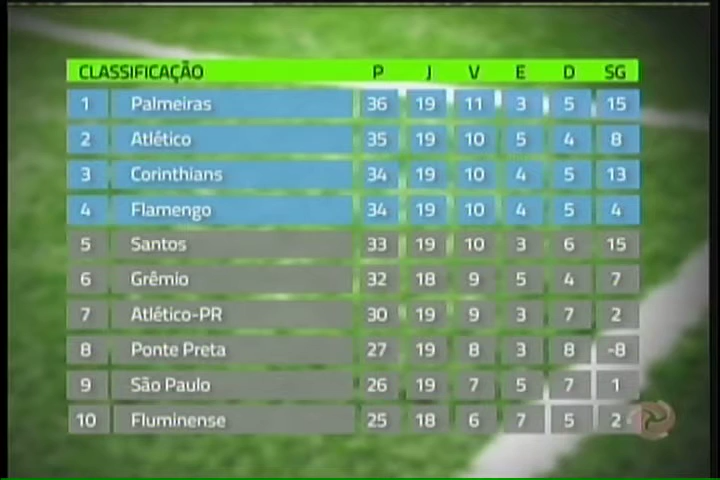 CLASSIFICAÇÃO P J V E D SG
1 Palmeiras 36 19 11 3 5 15
2 Atlético 35 19 10 5 4 8
3 Corinthians 34 19 10 4 5 13
4 Flamengo 34 19 10 4 5 4
5 Santos 33 19 10 3 6 15
6 Grêmio 32 18 9 5 4 7
7 Atlético-PR 30 19 9 3 7 2
8 Ponte Preta 27 19 8 3 8 -8
9 São Paulo 26 19 7 5 7 1
10 Fluminense 25 18 6 7 5 2